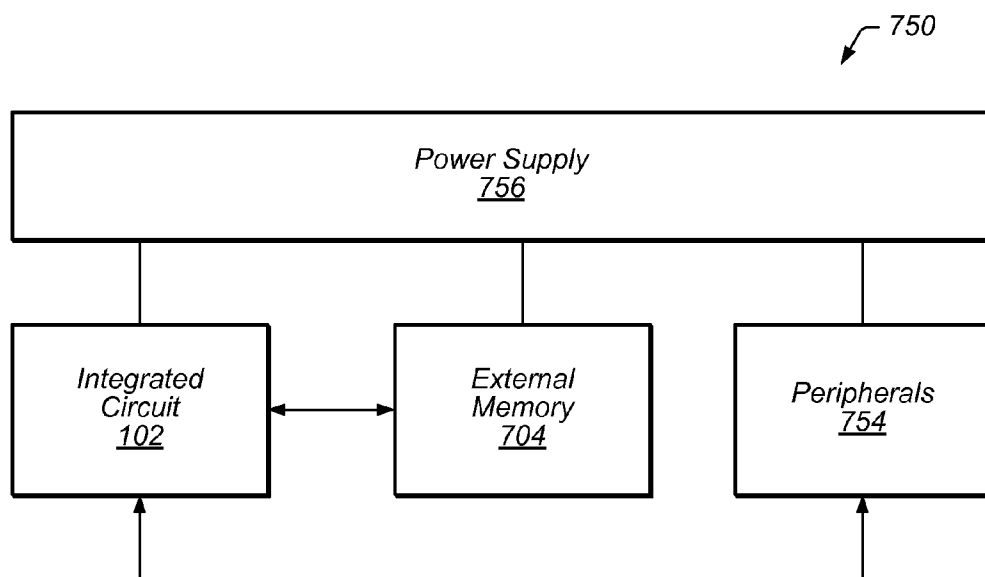 750
Power Supply
756
Integrated
Circuit
102
External
Memory
704
Peripherals
754